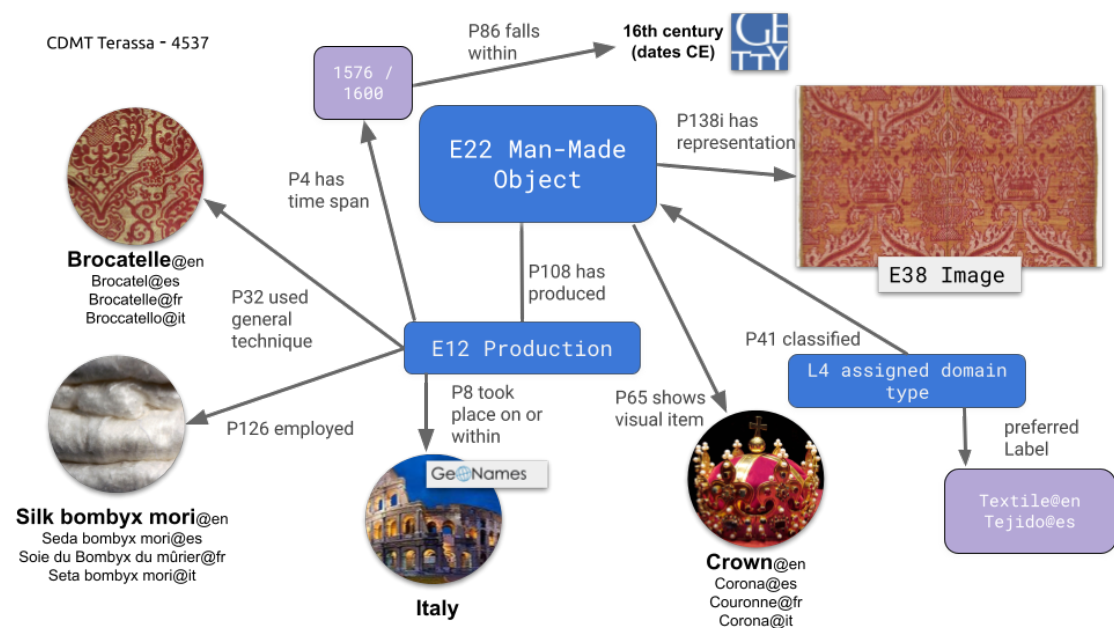 CDMT Terassa - 4537
P86 falls
within
16th century
(dates CE)
GE
TTY
1576 /
1600
E22 Man-Made
Object
P138i has
representation
P4 has
time span
Brocatelle@en
Brocatel@es
Brocatelle@fr
Broccatello@it
P108 has
produced
E38 Image
P32 used
general
technique
E12 Production
P41 classified
L4 assigned domain
type
P8 took
place on or
within
P65 shows
visual item
P126 employed
preferred
Label
GeoNames
Silk bombyx mori@en
Seda bombyx mori@es
Soie du Bombyx du mûrier@fr
Seta bombyx mori@it
Textile@en
Tejido@es
Italy
Crown@en
Corona@es
Couronne@fr
Corona@it